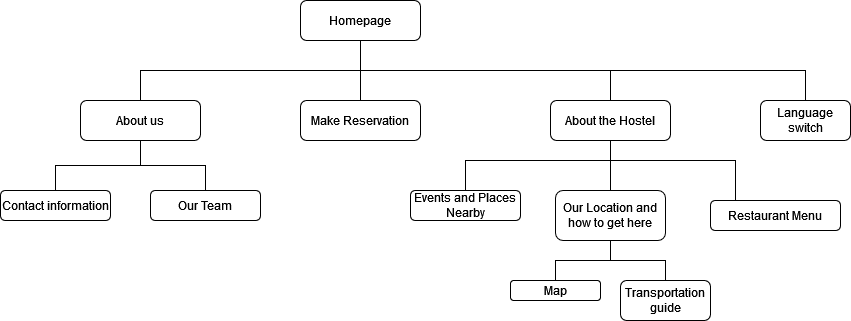 Homepage
About us
Make Reservation
About the Hostel
Language
switch
Contact information
Our Team
Events and Places
Nearby
Our Location and
how to get here
Restaurant Menu
Map
Transportation
guide